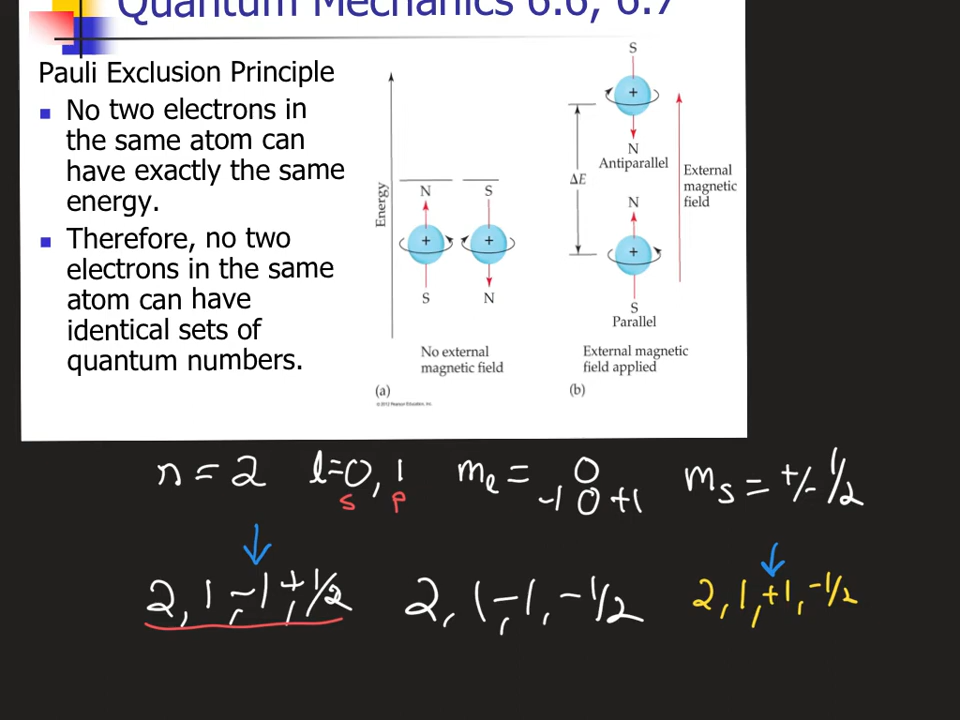 Quantum Mechanics 6.6, 6.7
Pauli Exclusion Principle
No two electrons in
the same atom can
have exactly the same
energy.
Therefore, no two
electrons in the same
atom can have
identical sets of
quantum numbers.
Energy
N
S
+
+
S
N
No external
magnetic field
(a)
© 2012 Pearson Education, Inc.
S
+
N
Antiparallel
ΔE
External
magnetic
field
N
+
S
Parallel
External magnetic
field applied
(b)
n = 2 l=0, 1 mₗ = 0 mₛ = +/- 1/2
s p -1 0 +1
2, 1, -1, +1/2 2, 1, -1, -1/2 2, 1, +1, -1/2